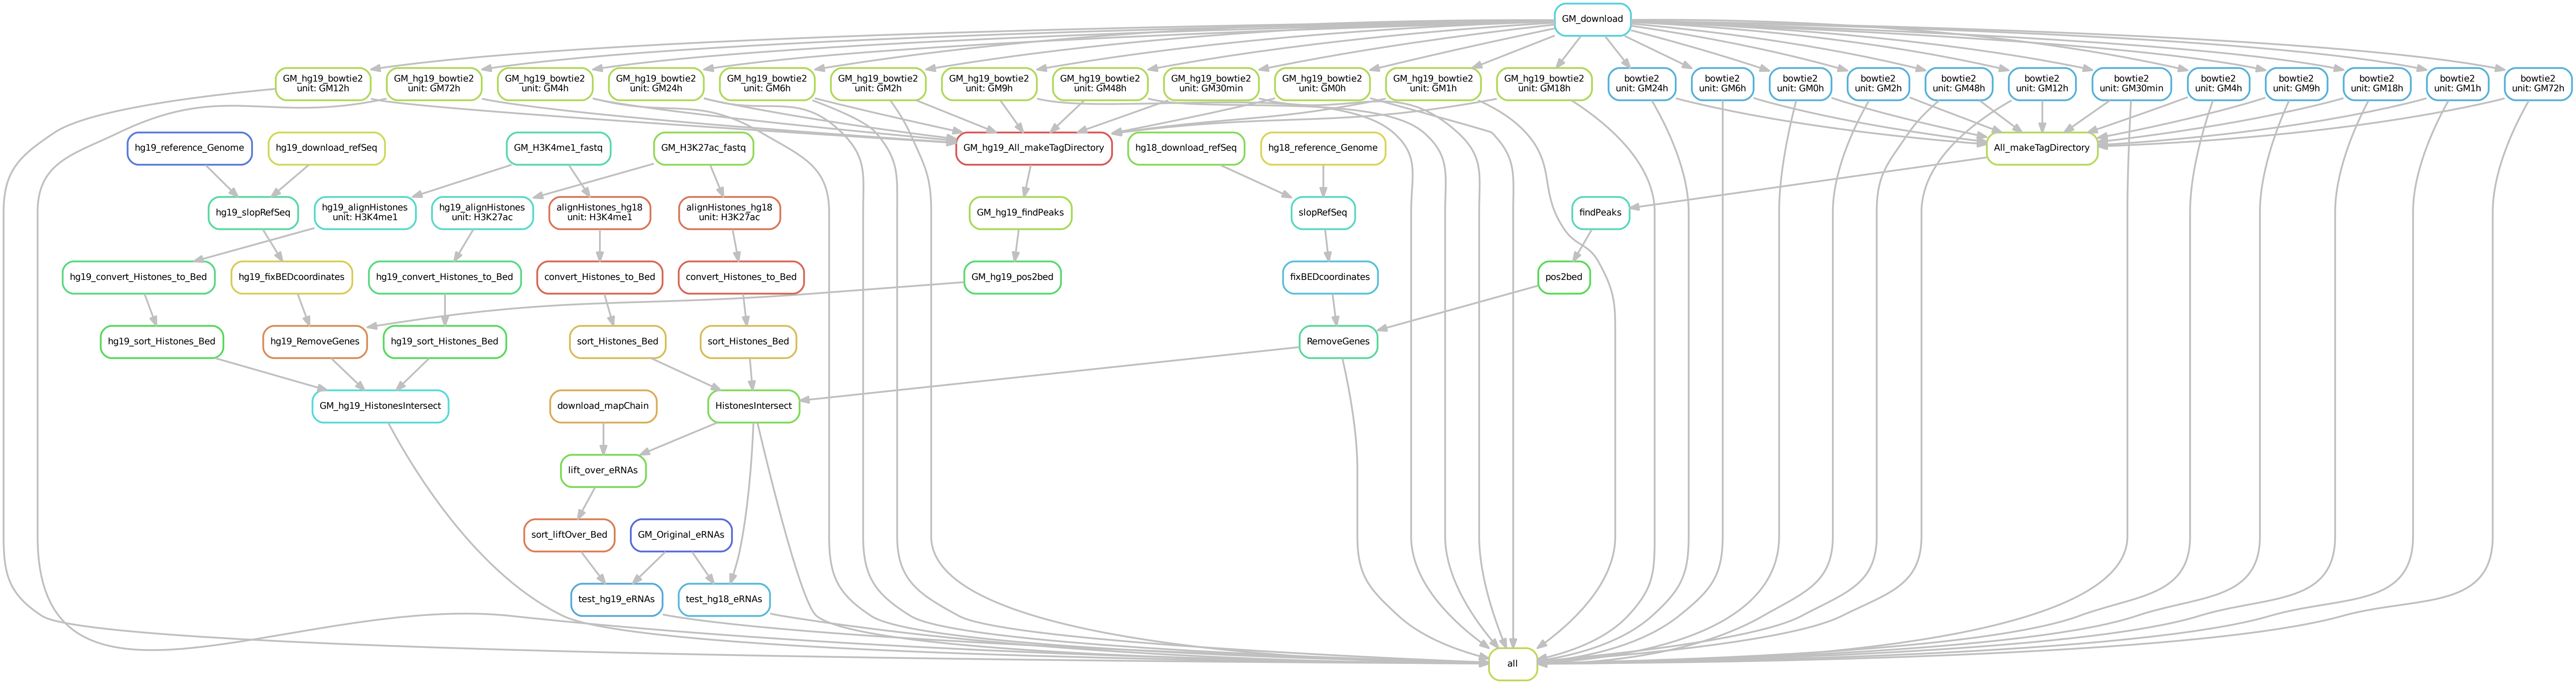 GM_download
GM_hg19_bowtie2
unit: GM12h
GM_hg19_bowtie2
unit: GM72h
GM_hg19_bowtie2
unit: GM4h
GM_hg19_bowtie2
unit: GM24h
GM_hg19_bowtie2
unit: GM6h
GM_hg19_bowtie2
unit: GM2h
GM_hg19_bowtie2
unit: GM9h
GM_hg19_bowtie2
unit: GM48h
GM_hg19_bowtie2
unit: GM30min
GM_hg19_bowtie2
unit: GM0h
GM_hg19_bowtie2
unit: GM1h
GM_hg19_bowtie2
unit: GM18h
bowtie2
unit: GM24h
bowtie2
unit: GM6h
bowtie2
unit: GM0h
bowtie2
unit: GM2h
bowtie2
unit: GM48h
bowtie2
unit: GM12h
bowtie2
unit: GM30min
bowtie2
unit: GM4h
bowtie2
unit: GM9h
bowtie2
unit: GM18h
bowtie2
unit: GM1h
bowtie2
unit: GM72h
hg19_reference_Genome
hg19_download_refSeq
GM_H3K4me1_fastq
GM_H3K27ac_fastq
GM_hg19_All_makeTagDirectory
hg18_download_refSeq
hg18_reference_Genome
All_makeTagDirectory
hg19_slopRefSeq
hg19_alignHistones
unit: H3K4me1
hg19_alignHistones
unit: H3K27ac
alignHistones_hg18
unit: H3K4me1
alignHistones_hg18
unit: H3K27ac
GM_hg19_findPeaks
slopRefSeq
findPeaks
hg19_convert_Histones_to_Bed
hg19_fixBEDcoordinates
hg19_convert_Histones_to_Bed
convert_Histones_to_Bed
convert_Histones_to_Bed
GM_hg19_pos2bed
fixBEDcoordinates
pos2bed
hg19_sort_Histones_Bed
hg19_RemoveGenes
hg19_sort_Histones_Bed
sort_Histones_Bed
sort_Histones_Bed
RemoveGenes
GM_hg19_HistonesIntersect
download_mapChain
HistonesIntersect
lift_over_eRNAs
sort_liftOver_Bed
GM_Original_eRNAs
test_hg19_eRNAs
test_hg18_eRNAs
all